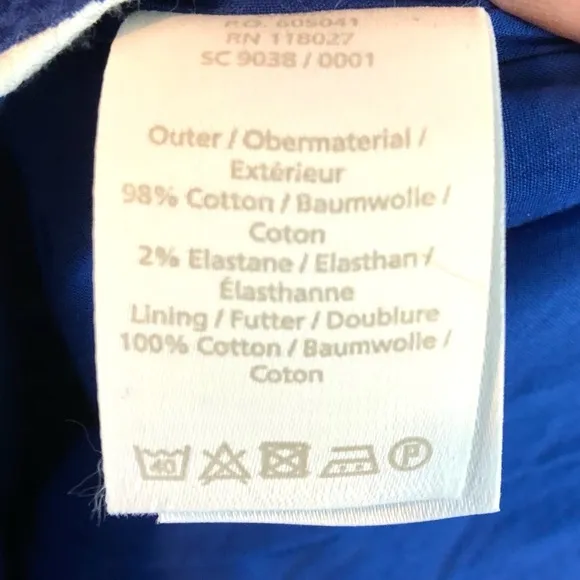 P.O. 605041
RN 118027
SC 9038 / 0001
Outer / Obermaterial /
Extérieur
98% Cotton / Baumwolle /
Coton
2% Elastane / Elasthan /
Élasthanne
Lining / Futter / Doublure
100% Cotton / Baumwolle /
Coton
40 P